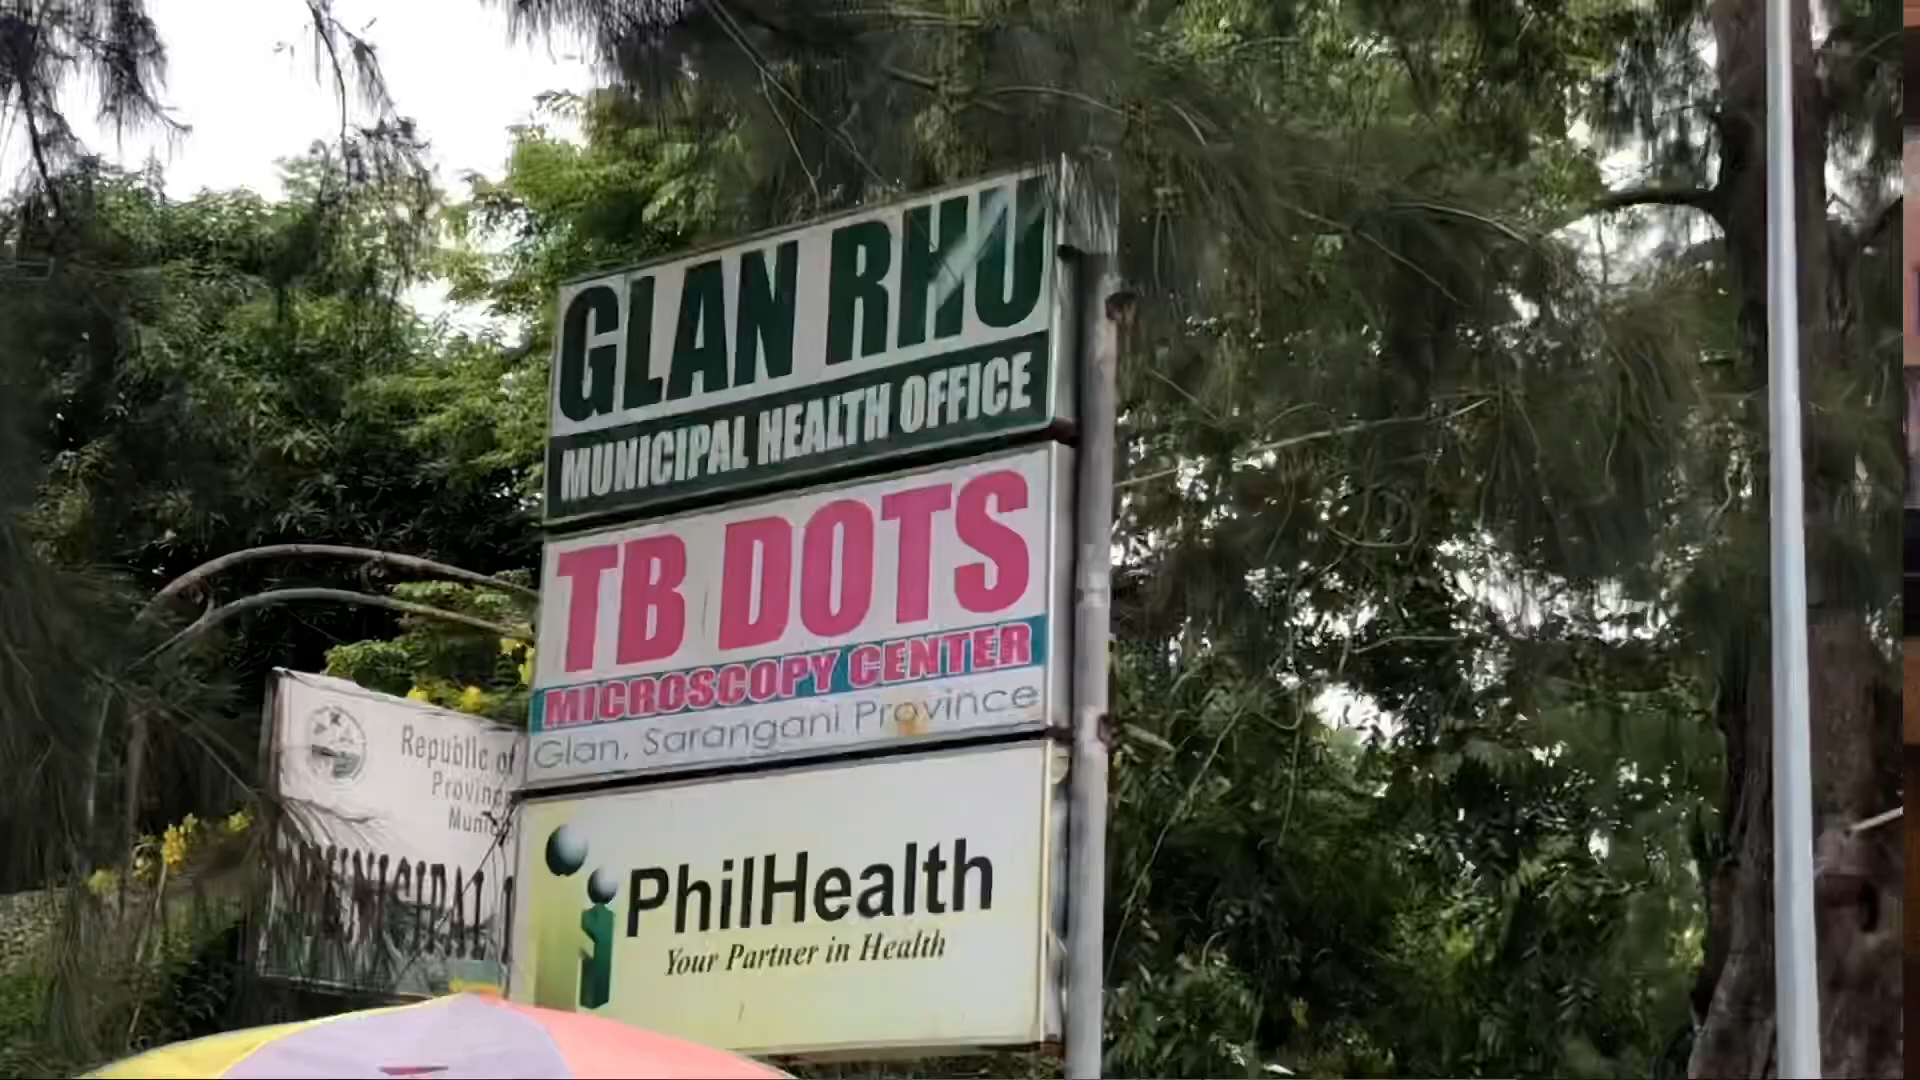 GLAN RHU
MUNICIPAL HEALTH OFFICE
TB DOTS
MICROSCOPY CENTER
Glan, Sarangani Province
PhilHealth
Your Partner in Health
Republic of
Province
MUNICIPAL